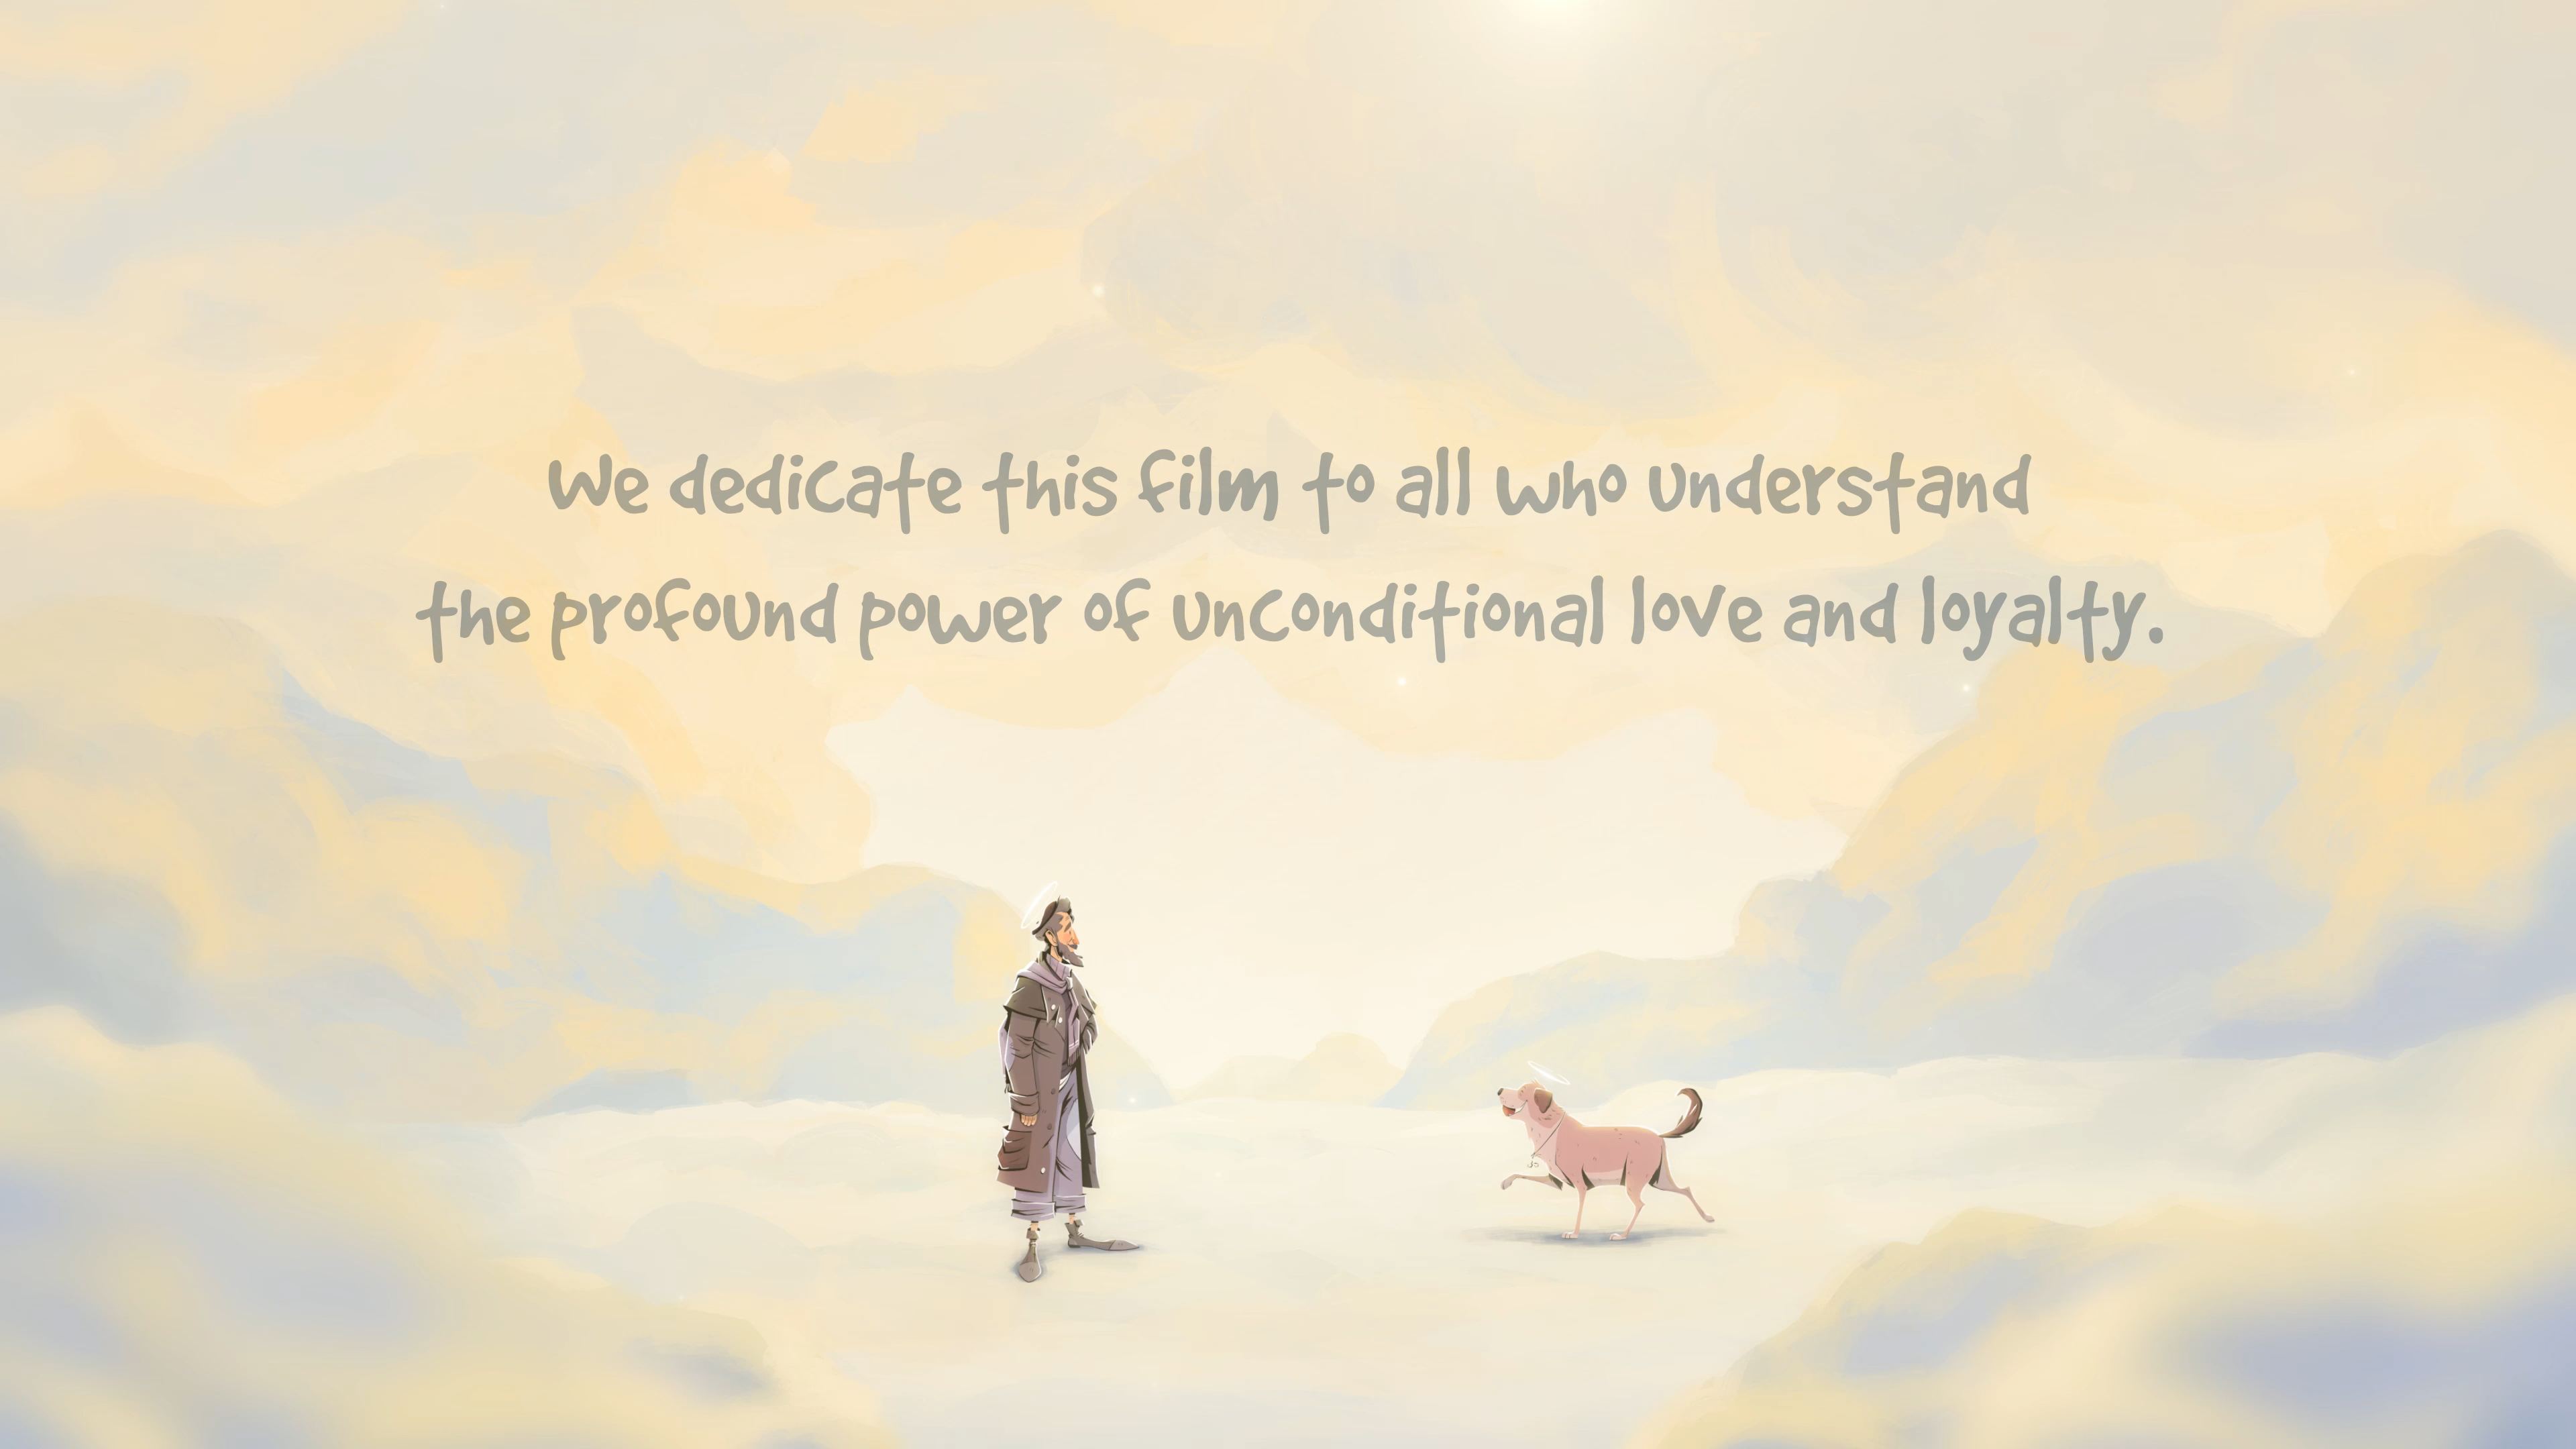 We dedicate this film to all who understand
the profound power of unconditional love and loyalty.